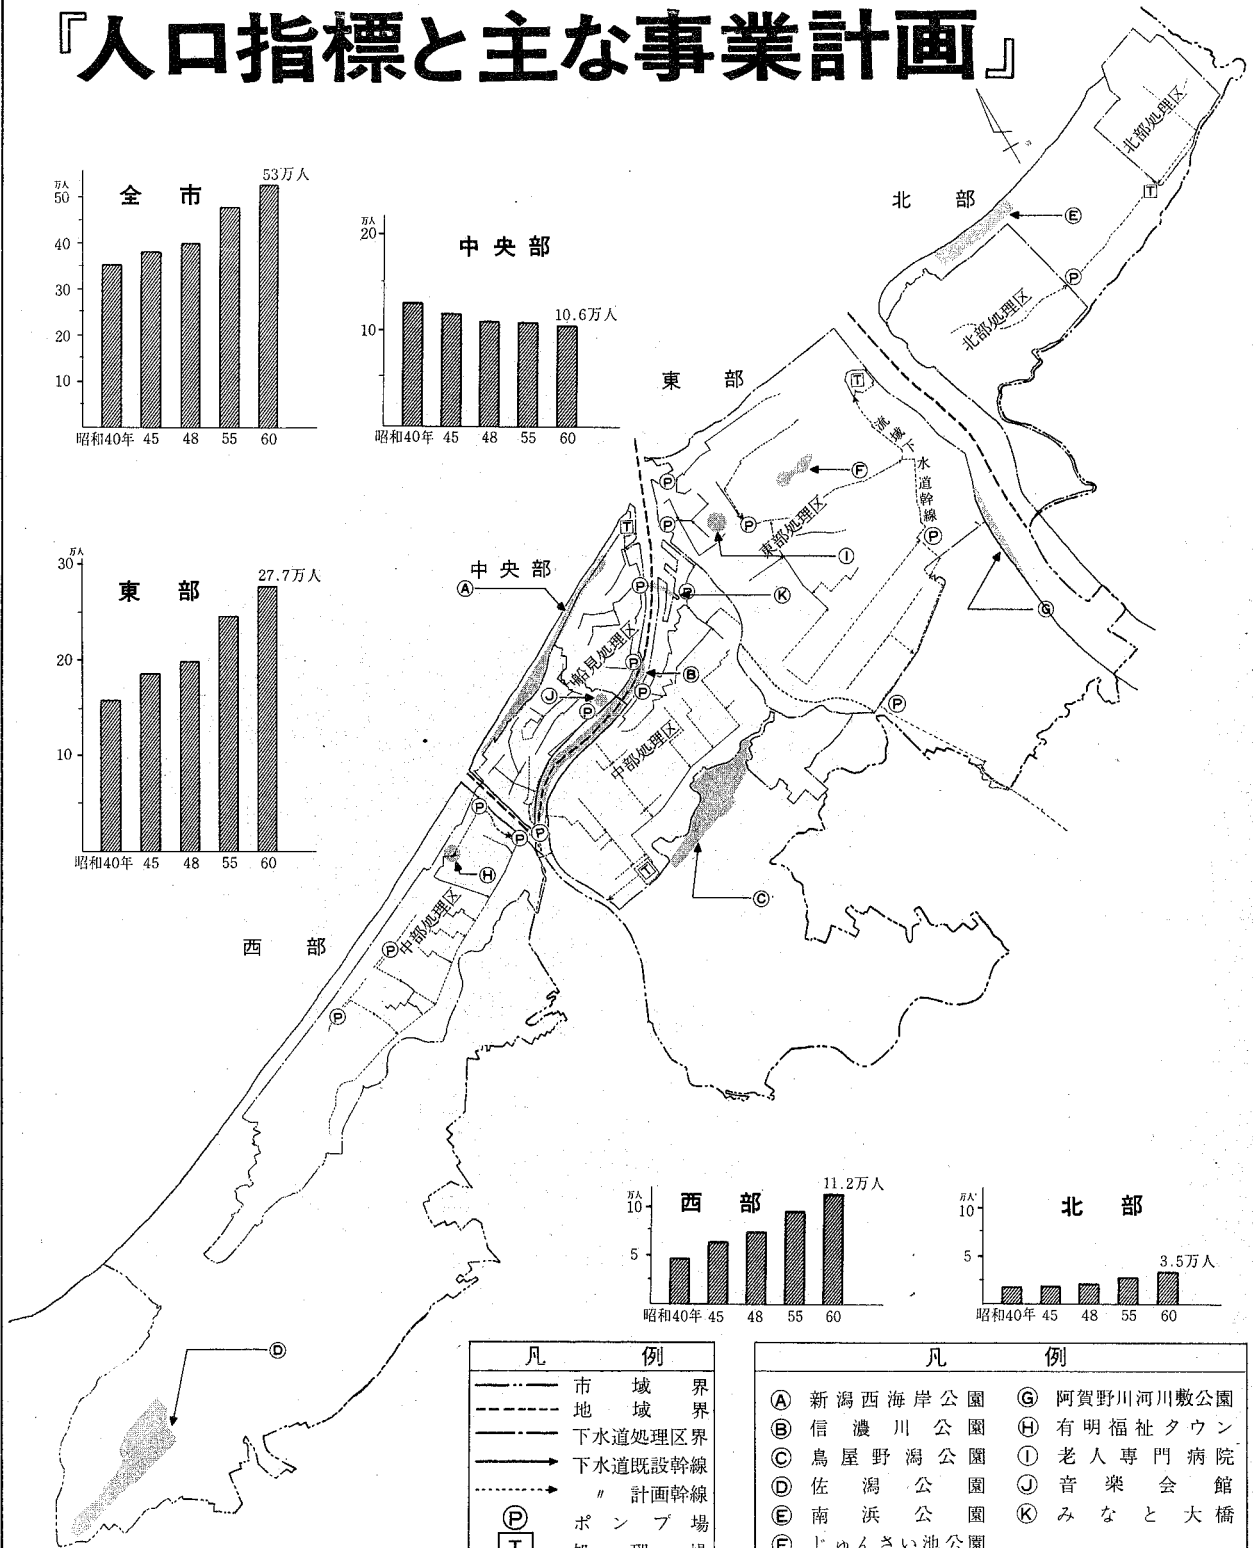 『人口指標と主な事業計画』
53万人
万人
全市
50
40
30
20
10
昭和40年 45 48 55 60
万人
中央部
20
10.6万人
10
昭和40年 45 48 55 60
万人
東部
27.7万人
30
20
10
昭和40年 45 48 55 60
北部処理区
T
北部
E
P
北部処理区
東部
T
流域下水道幹線
F
P
P
P
東部処理区
P
I
T
中央部
A
P
P
K
G
船見処理区
P
B
J
P
P
P
中部処理区
P
P
P
H
T
C
中部処理区
P
西部
P
D
万人
西部
11.2万人
10
5
昭和40年 45 48 55 60
万人
北部
3.5万人
10
5
昭和40年 45 48 55 60
凡例
市域界
地域界
下水道処理区界
下水道既設幹線
〃 計画幹線
Ⓟ ポンプ場
T 処理場
凡例
Ⓐ 新潟西海岸公園
Ⓑ 信濃川公園
Ⓒ 鳥屋野潟公園
Ⓓ 佐潟公園
Ⓔ 南浜公園
Ⓕ じゅんさい池公園
Ⓖ 阿賀野川河川敷公園
Ⓗ 有明福祉タウン
Ⓘ 老人専門病院
Ⓙ 音楽会館
Ⓚ みなと大橋